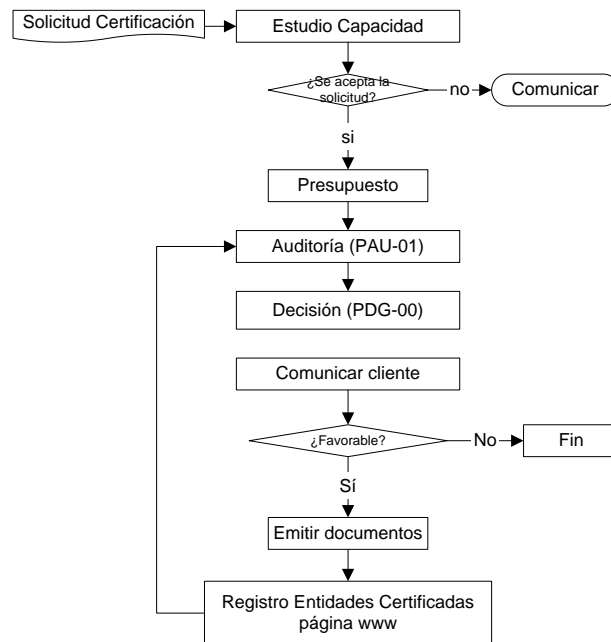 Solicitud Certificación
Estudio Capacidad
¿Se acepta la
solicitud?
no
Comunicar
si
Presupuesto
Auditoría (PAU-01)
Decisión (PDG-00)
Comunicar cliente
¿Favorable?
No
Fin
Sí
Emitir documentos
Registro Entidades Certificadas
página www